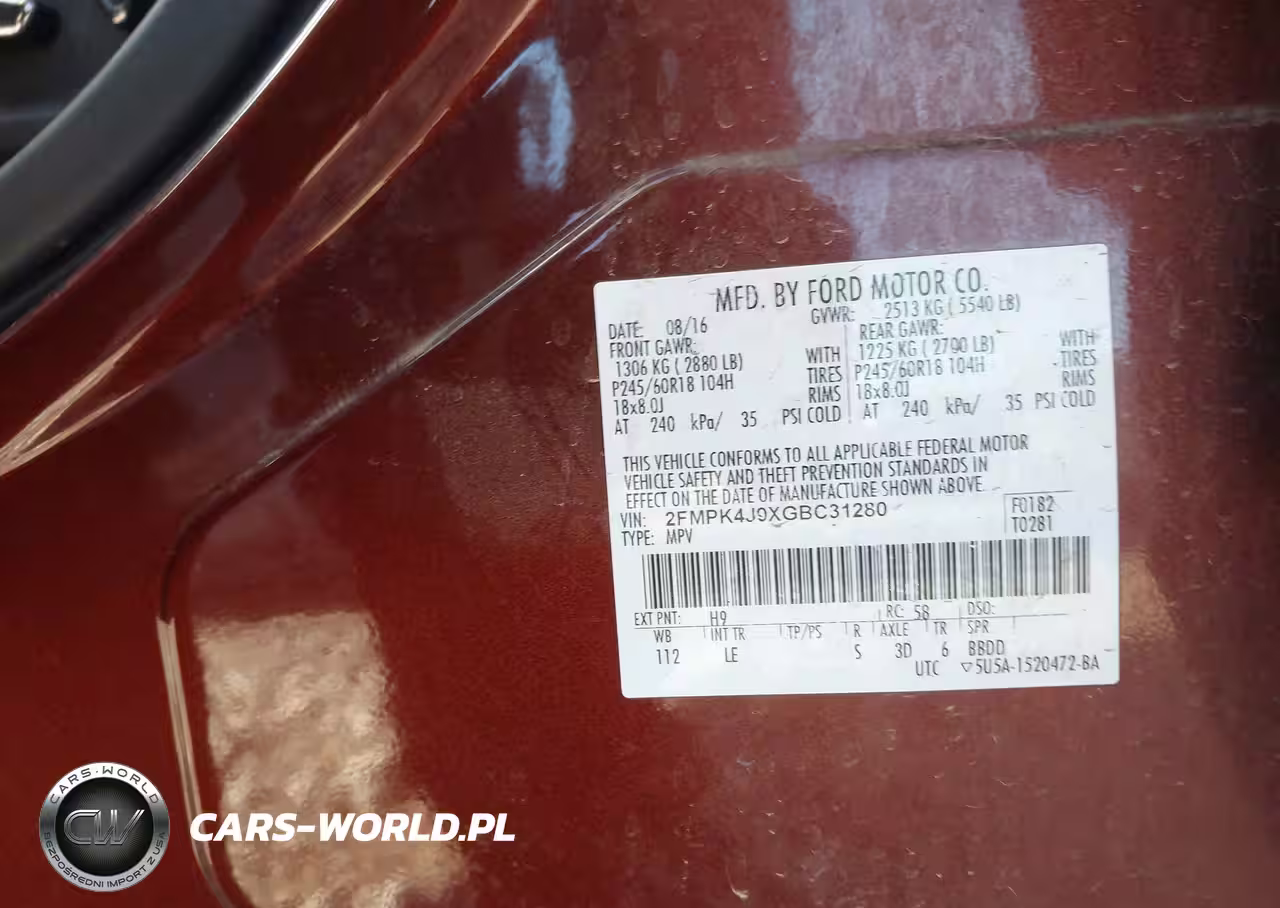 MFD. BY FORD MOTOR CO.
DATE: 08/16 GVWR: 2513 KG ( 5540 LB)
FRONT GAWR: REAR GAWR:
1306 KG ( 2880 LB) WITH 1225 KG ( 2790 LB) WITH
P245/60R18 104H TIRES P245/60R18 104H TIRES
18x8.0J RIMS 18x8.0J RIMS
AT 240 kPa/ 35 PSI COLD AT 240 kPa/ 35 PSI COLD
THIS VEHICLE CONFORMS TO ALL APPLICABLE FEDERAL MOTOR
VEHICLE SAFETY AND THEFT PREVENTION STANDARDS IN
EFFECT ON THE DATE OF MANUFACTURE SHOWN ABOVE.
VIN: 2FMPK4J9XGBC31280 F0182
TYPE: MPV T0281
EXT PNT: H9 RC: 58 DSO:
WB INT TR TP/PS R AXLE TR SPR
112 LE S 3D 6 BBDD
UTC ▽5U5A-1520472-BA
CARS-WORLD
CW
BEZPOŚREDNI IMPORT Z USA
CARS-WORLD.PL